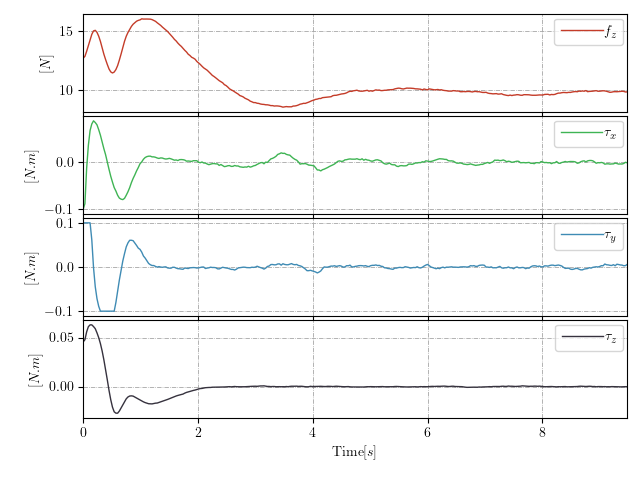 15
10
[N]
f_z
0.0
−0.1
[N.m]
τ_x
0.1
0.0
−0.1
[N.m]
τ_y
0.05
0.00
[N.m]
τ_z
0 2 4 6 8
Time[s]